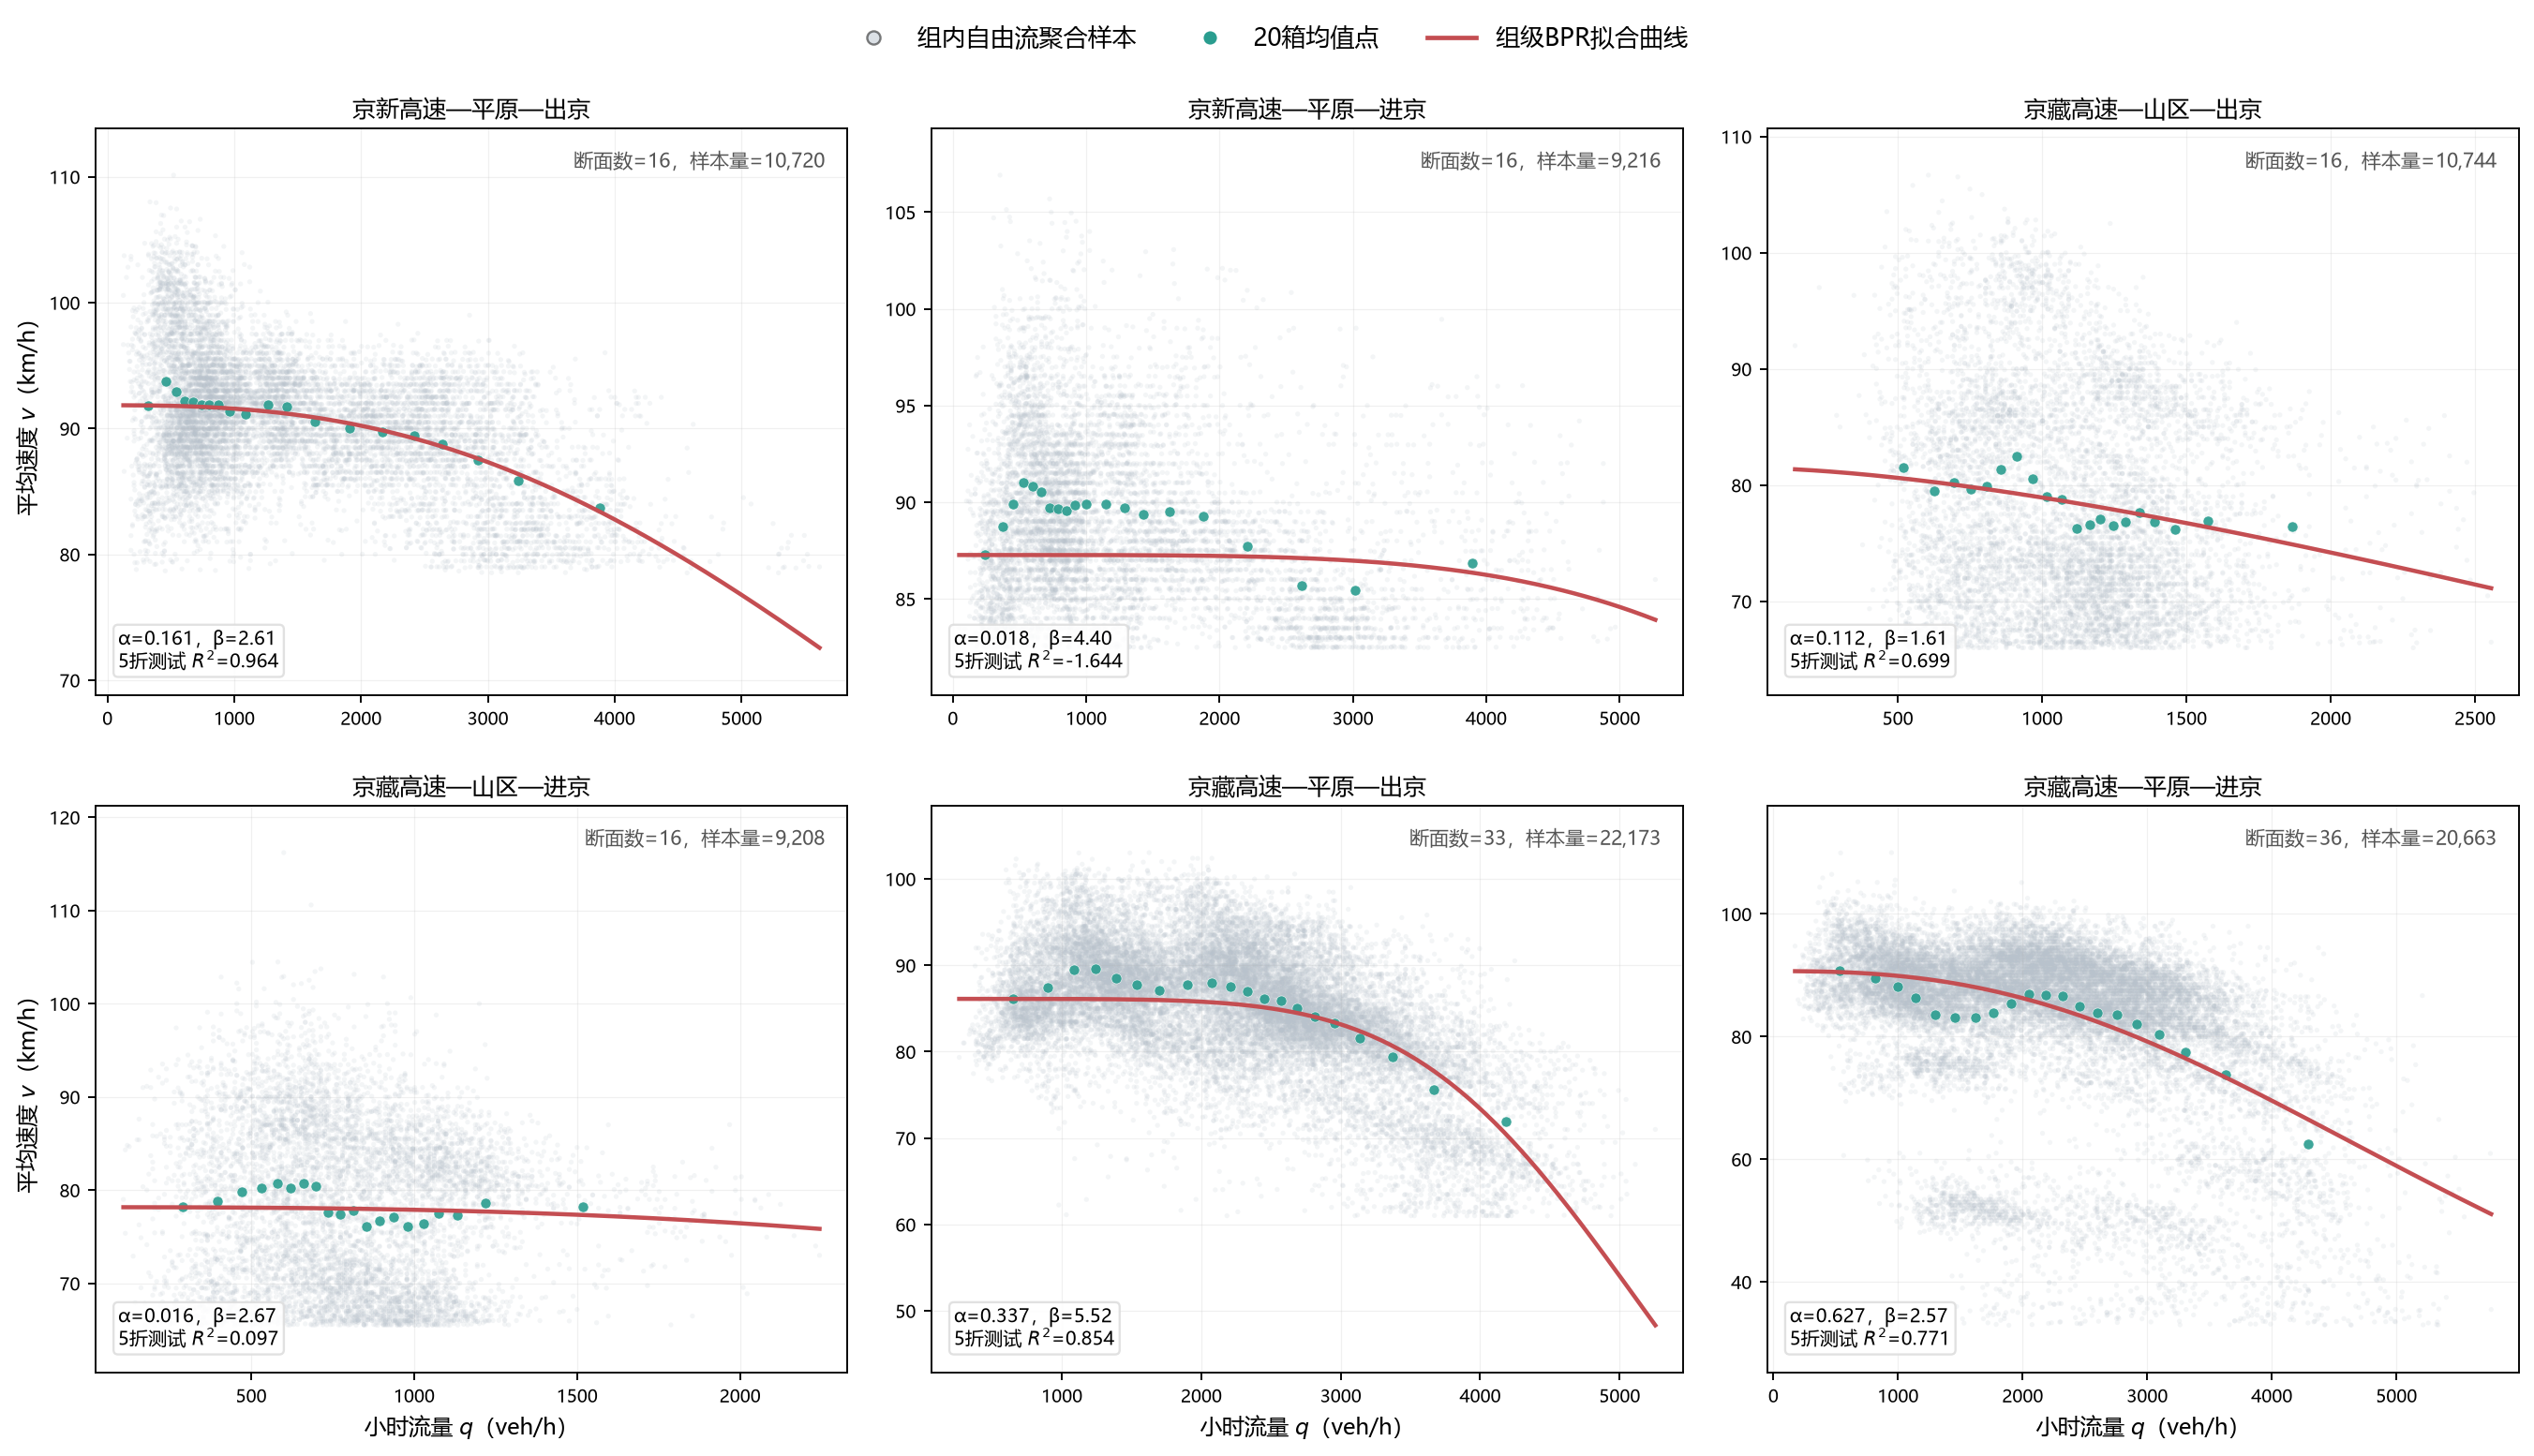 组内自由流聚合样本 20箱均值点 组级BPR拟合曲线
京新高速—平原—出京
断面数=16，样本量=10,720
110
100
90
80
70
平均速度 v（km/h）
α=0.161，β=2.61
5折测试 R²=0.964
0 1000 2000 3000 4000 5000
京新高速—平原—进京
断面数=16，样本量=9,216
105
100
95
90
85
α=0.018，β=4.40
5折测试 R²=-1.644
0 1000 2000 3000 4000 5000
京藏高速—山区—出京
断面数=16，样本量=10,744
110
100
90
80
70
α=0.112，β=1.61
5折测试 R²=0.699
500 1000 1500 2000 2500
京藏高速—山区—进京
断面数=16，样本量=9,208
120
110
100
90
80
70
平均速度 v（km/h）
α=0.016，β=2.67
5折测试 R²=0.097
500 1000 1500 2000
小时流量 q（veh/h）
京藏高速—平原—出京
断面数=33，样本量=22,173
100
90
80
70
60
50
α=0.337，β=5.52
5折测试 R²=0.854
1000 2000 3000 4000 5000
小时流量 q（veh/h）
京藏高速—平原—进京
断面数=36，样本量=20,663
100
80
60
40
α=0.627，β=2.57
5折测试 R²=0.771
0 1000 2000 3000 4000 5000
小时流量 q（veh/h）